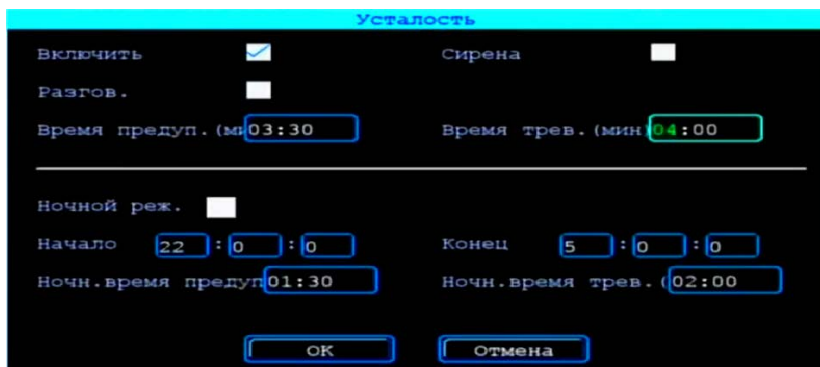 Усталость
Включить Сирена
Разгов.
Время предуп.(ми 03:30 Время трев.(мин) 04:00
Ночной реж.
Начало 22 : 0 : 0 Конец 5 : 0 : 0
Ночн.время предуп 01:30 Ночн.время трев.( 02:00
OK Отмена